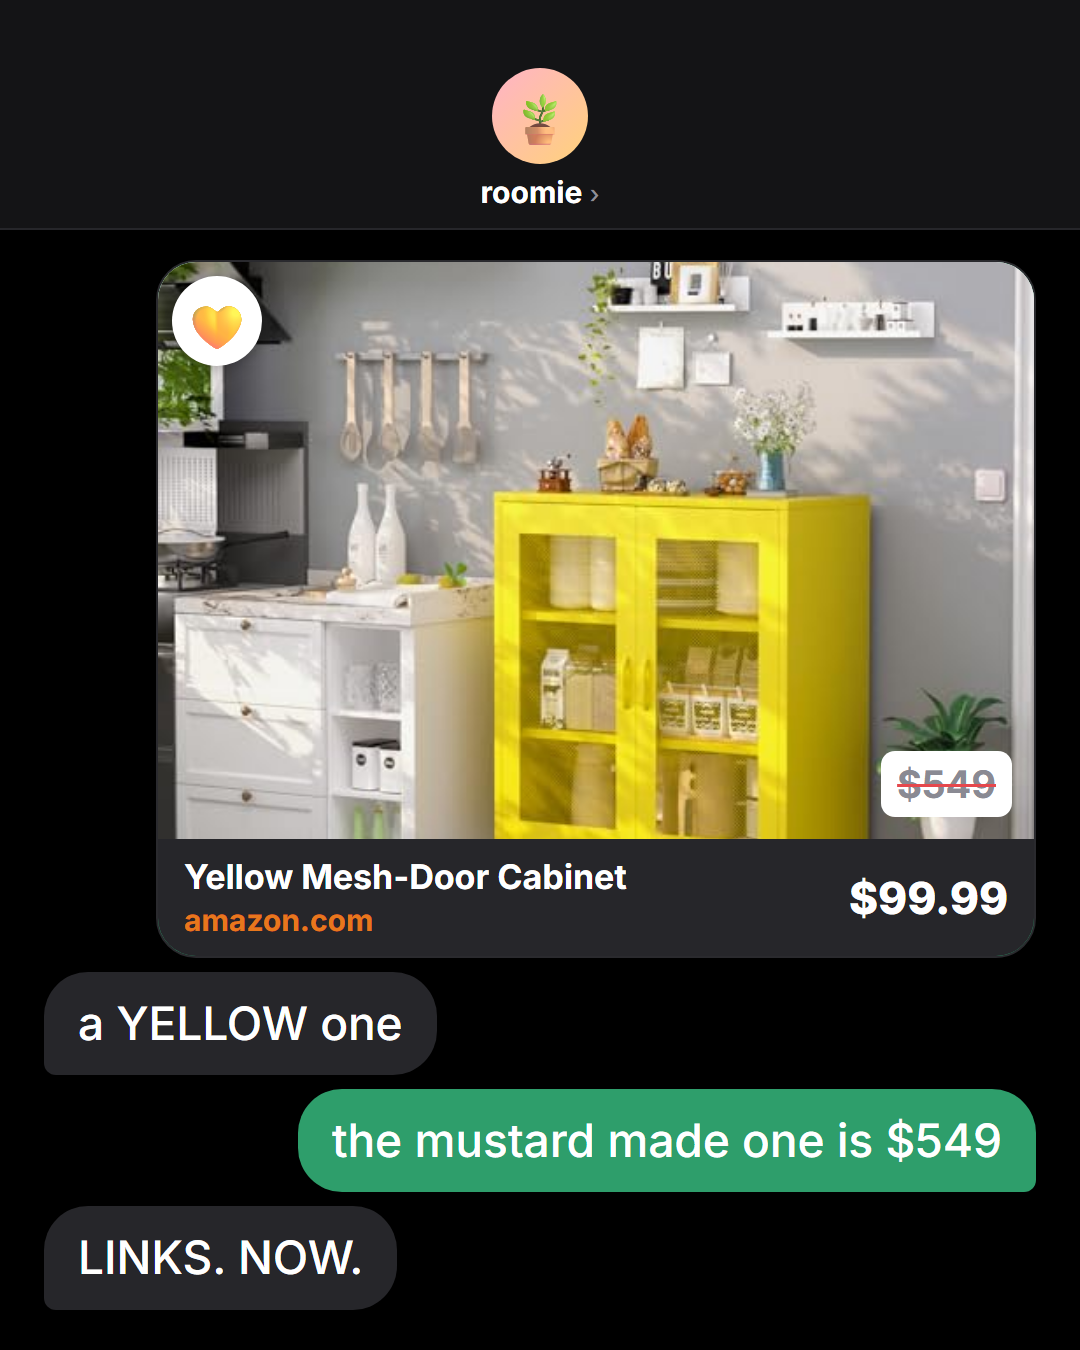 roomie ›
BU
$549
Yellow Mesh-Door Cabinet
amazon.com
$99.99
a YELLOW one
the mustard made one is $549
LINKS. NOW.